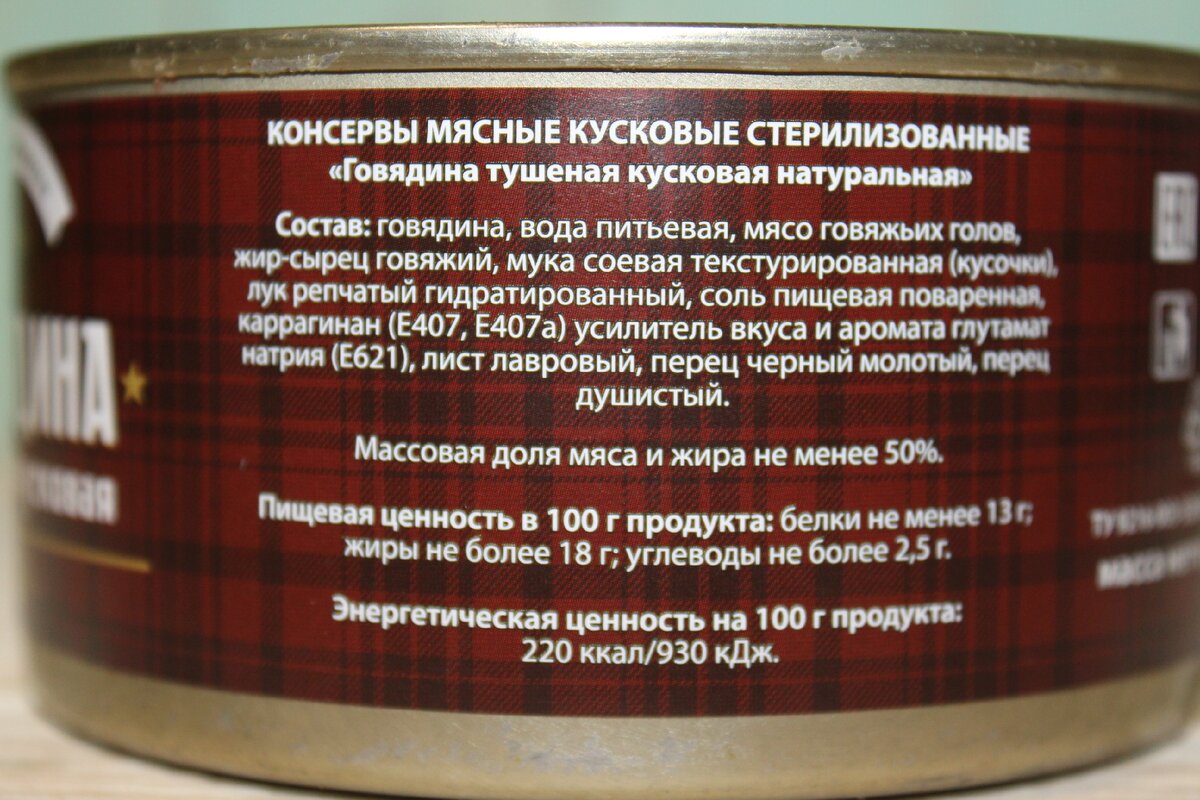 КОНСЕРВЫ МЯСНЫЕ КУСКОВЫЕ СТЕРИЛИЗОВАННЫЕ
«Говядина тушеная кусковая натуральная»
Состав: говядина, вода питьевая, мясо говяжьих голов,
жир-сырец говяжий, мука соевая текстурированная (кусочки),
лук репчатый гидратированный, соль пищевая поваренная,
каррагинан (Е407, Е407а) усилитель вкуса и аромата глутамат
натрия (Е621), лист лавровый, перец черный молотый, перец
душистый.
Массовая доля мяса и жира не менее 50%.
Пищевая ценность в 100 г продукта: белки не менее 13 г;
жиры не более 18 г; углеводы не более 2,5 г.
Энергетическая ценность на 100 г продукта:
220 ккал/930 кДж.